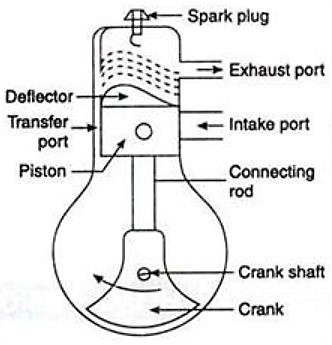 Spark plug
Exhaust port
Deflector
Transfer
port
Intake port
Piston
Connecting
rod
Crank shaft
Crank